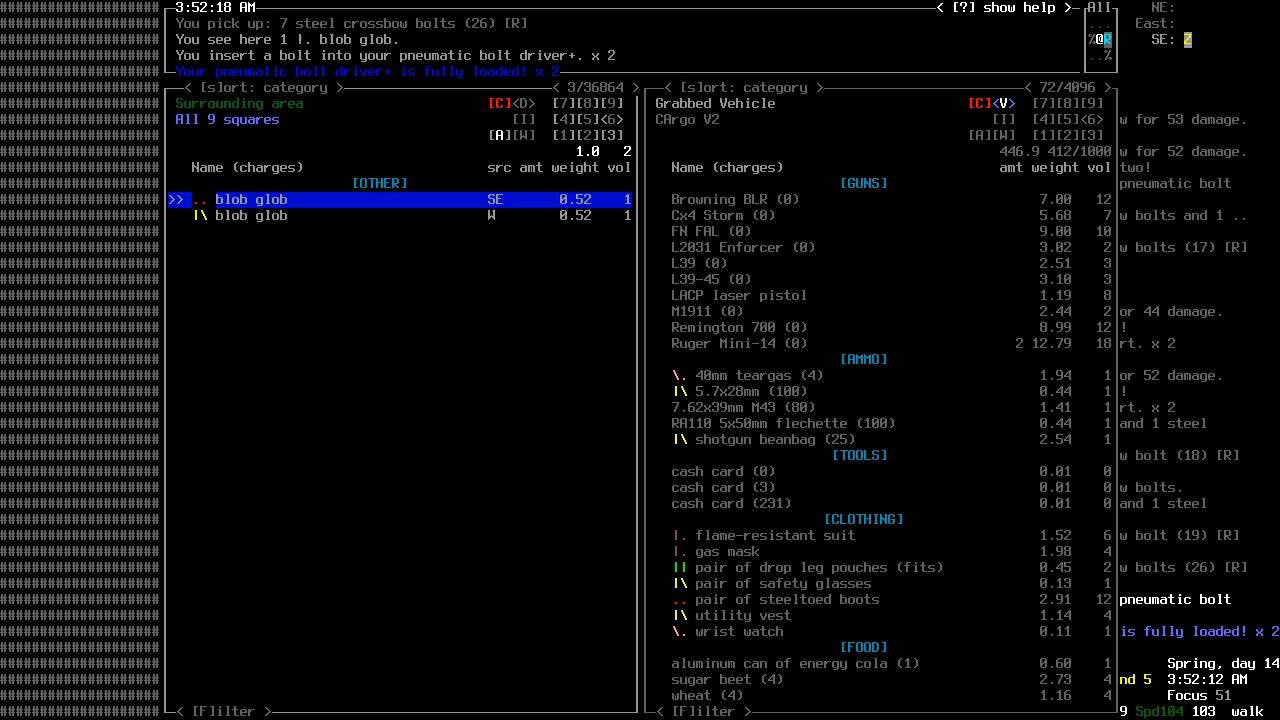 3:52:18 AM < [?] show help > All NE:
You pick up: 7 steel crossbow bolts (26) [R] ... East:
You see here 1 |. blob glob. %@R SE: Z
You insert a bolt into your pneumatic bolt driver+. x 2 ..%
Your pneumatic bolt driver+ is fully loaded! x 2
< [s]ort: category > < 3/36864 > < [s]ort: category > < 72/4096 >
Surrounding area [C]<D> [7][8][9] Grabbed Vehicle [C]<V> [7][8][9]
All 9 squares [I] [4][5]<6> CArgo V2 [I] [4][5]<6> w for 53 damage.
[A][W] [1][2][3] [A][W] [1][2][3]
1.0 2 446.9 412/1000 w for 52 damage.
Name (charges) src amt weight vol Name (charges) amt weight vol two!
[OTHER] [GUNS] pneumatic bolt
>> .. blob glob SE 0.52 1 Browning BLR (0) 7.00 12
|\ blob glob W 0.52 1 Cx4 Storm (0) 5.68 7 w bolts and 1 ..
FN FAL (0) 9.00 10
L2031 Enforcer (0) 3.02 2 w bolts (17) [R]
L39 (0) 2.51 3
L39-45 (0) 3.10 3
LACP laser pistol 1.19 8
M1911 (0) 2.44 2 or 44 damage.
Remington 700 (0) 8.99 12 !
Ruger Mini-14 (0) 2 12.79 18 rt. x 2
[AMMO]
\. 40mm teargas (4) 1.94 1 or 52 damage.
|\ 5.7x28mm (100) 0.44 1 !
7.62x39mm M43 (80) 1.41 1 rt. x 2
RA110 5x50mm flechette (100) 0.44 1 and 1 steel
|\ shotgun beanbag (25) 2.54 1
[TOOLS] w bolt (18) [R]
cash card (0) 0.01 0
cash card (3) 0.01 0 w bolts.
cash card (231) 0.01 0 and 1 steel
[CLOTHING]
|. flame-resistant suit 1.52 6 w bolt (19) [R]
|. gas mask 1.98 4
|| pair of drop leg pouches (fits) 0.45 2 w bolts (26) [R]
|\ pair of safety glasses 0.13 1
.. pair of steeltoed boots 2.91 12 pneumatic bolt
|\ utility vest 1.14 4
\. wrist watch 0.11 1 is fully loaded! x 2
[FOOD]
aluminum can of energy cola (1) 0.60 1 Spring, day 14
sugar beet (4) 2.73 4 nd 5 3:52:12 AM
wheat (4) 1.16 4 Focus 51
< [F]ilter > < [F]ilter > 9 Spd104 103 walk